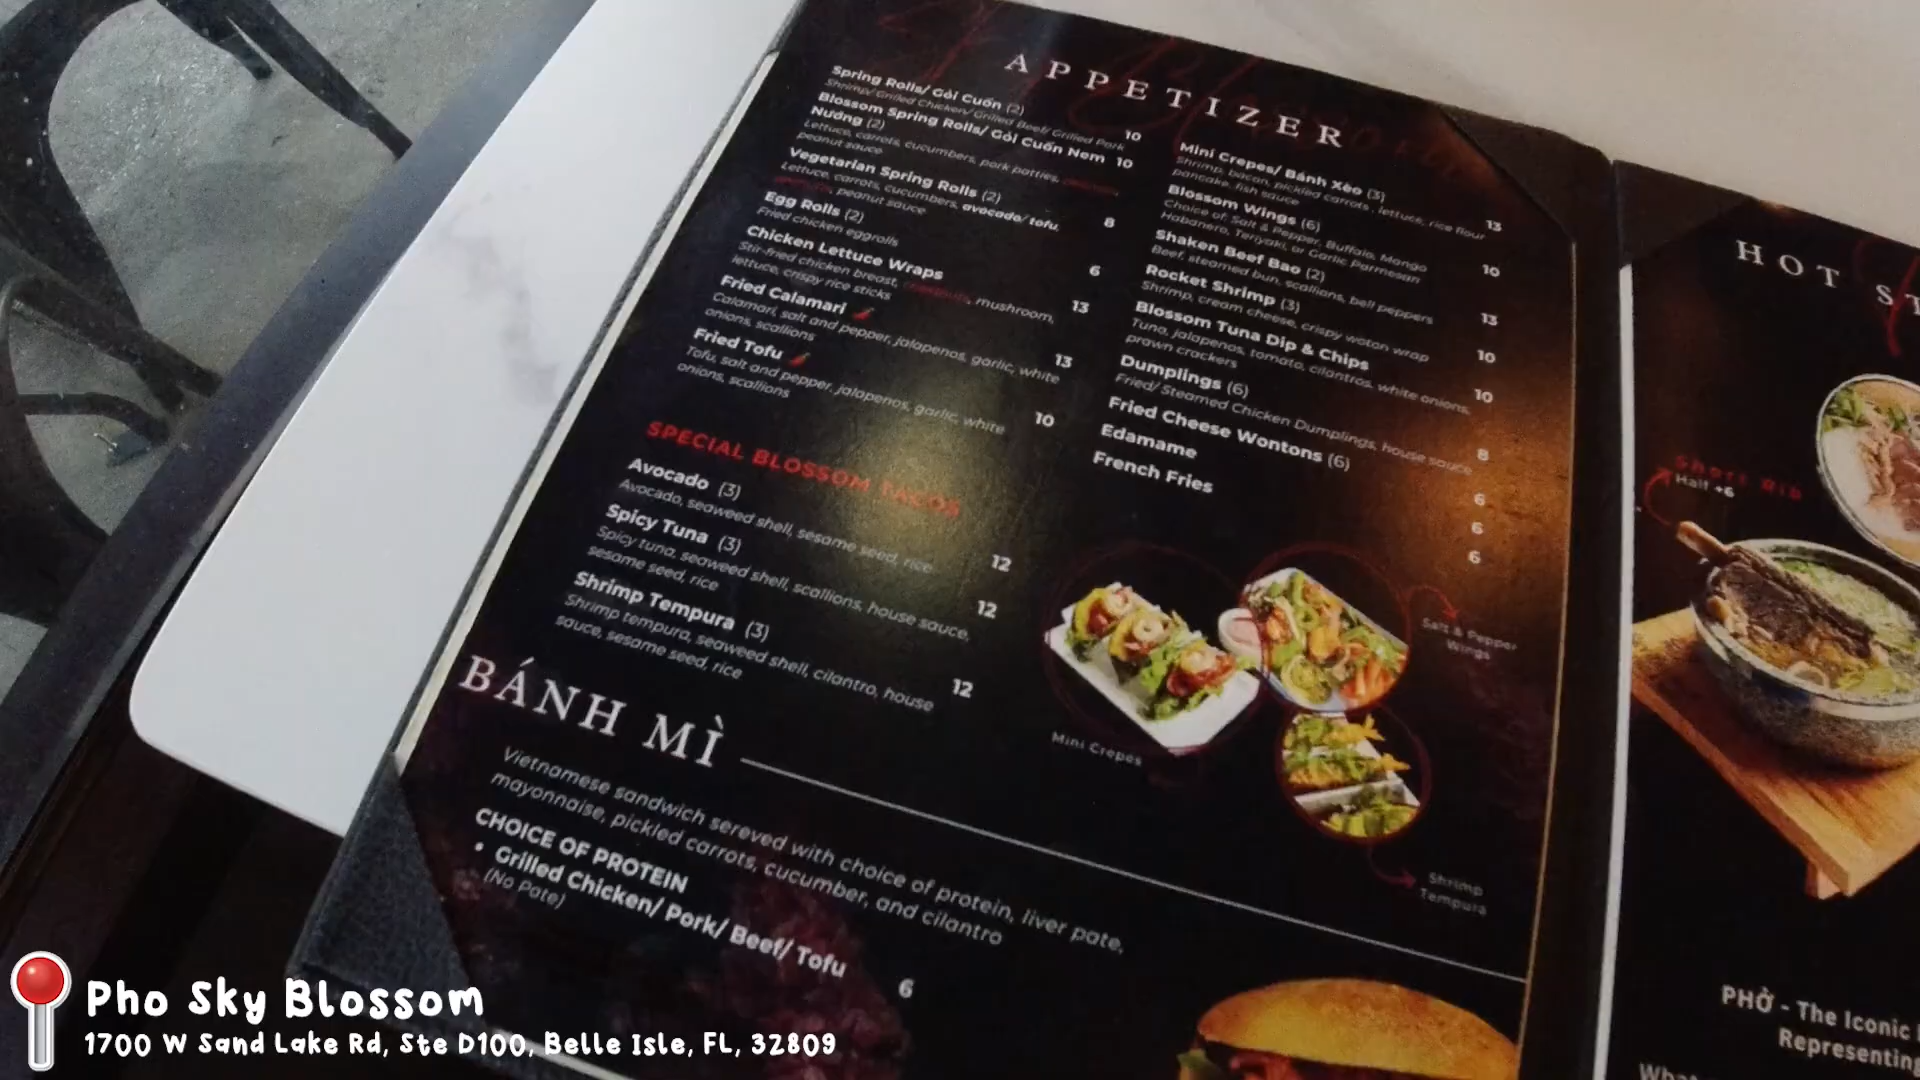 APPETIZER
Spring Rolls/ Gỏi Cuốn (2)
Shrimp/ Grilled Chicken/ Grilled Beef/ Grilled Pork
10
Blossom Spring Rolls/ Gỏi Cuốn Nem
Nướng (2)
10
Lettuce, carrots, cucumbers, pork patties,
peanut sauce
Vegetarian Spring Rolls (2)
Lettuce, carrots, cucumbers, avocado/ tofu,
peanut sauce
8
Egg Rolls (2)
Fried chicken eggrolls
6
Chicken Lettuce Wraps
Stir-fried chicken breast, mushroom,
lettuce, crispy rice sticks
13
Fried Calamari
Calamari, salt and pepper, jalapenos, garlic, white
onions, scallions
13
Fried Tofu
Tofu, salt and pepper, jalapenos, garlic, white
onions, scallions
10
SPECIAL BLOSSOM TACOS
Avocado (3)
Avocado, seaweed shell, sesame seed, rice
12
Spicy Tuna (3)
Spicy tuna, seaweed shell, scallions, house sauce,
sesame seed, rice
12
Shrimp Tempura (3)
Shrimp tempura, seaweed shell, cilantro, house
sauce, sesame seed, rice
12
Mini Crepes/ Bánh Xèo (3)
Shrimp, bacon, pickled carrots, lettuce, rice flour
pancake, fish sauce
13
Blossom Wings (6)
Choice of: Salt & Pepper, Buffalo, Mango
Habanero, Teriyaki, or Garlic Parmesan
10
Shaken Beef Bao (2)
Beef, steamed bun, scallians, bell peppers
13
Rocket Shrimp (3)
Shrimp, cream cheese, crispy wotan wrap
10
Blossom Tuna Dip & Chips
Tuna, jalapenos, tomato, cilantros, white onions,
prawn crackers
10
Dumplings (6)
Fried/ Steamed Chicken Dumplings, house sauce
8
Fried Cheese Wontons (6)
6
Edamame
6
French Fries
6
Salt & Pepper
Wings
Mini Crepes
Shrimp
Tempura
BÁNH MÌ
Vietnamese sandwich sereved with choice of protein, liver pate,
mayonnaise, pickled carrots, cucumber, and cilantro
CHOICE OF PROTEIN
• Grilled Chicken/ Pork/ Beef/ Tofu
(No Pate)
6
HOT ST
Short Rib
Half +6
PHỞ - The Iconic
Representing
What
Pho Sky Blossom
1700 W Sand Lake Rd, Ste D100, Belle Isle, FL, 32809